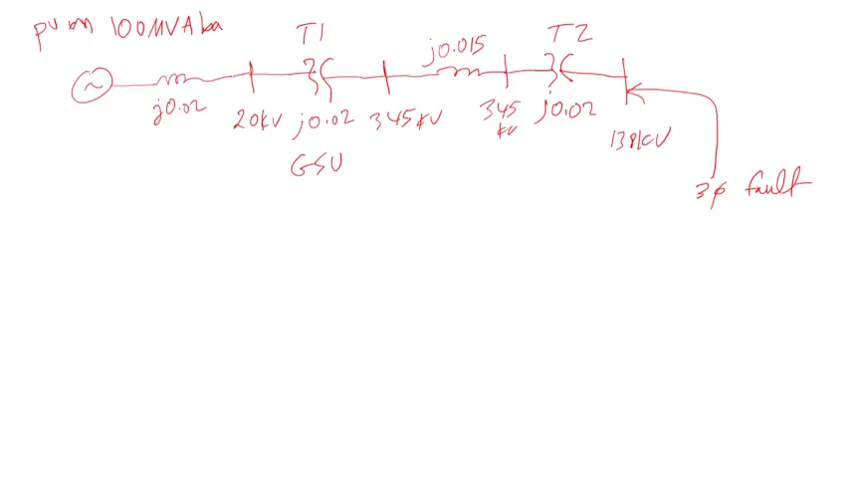 pu on 100MVA ba
T1
j0.015
T2
j0.02
20kV
j0.02
345kV
345
kV
j0.02
138kV
GSU
3φ fault